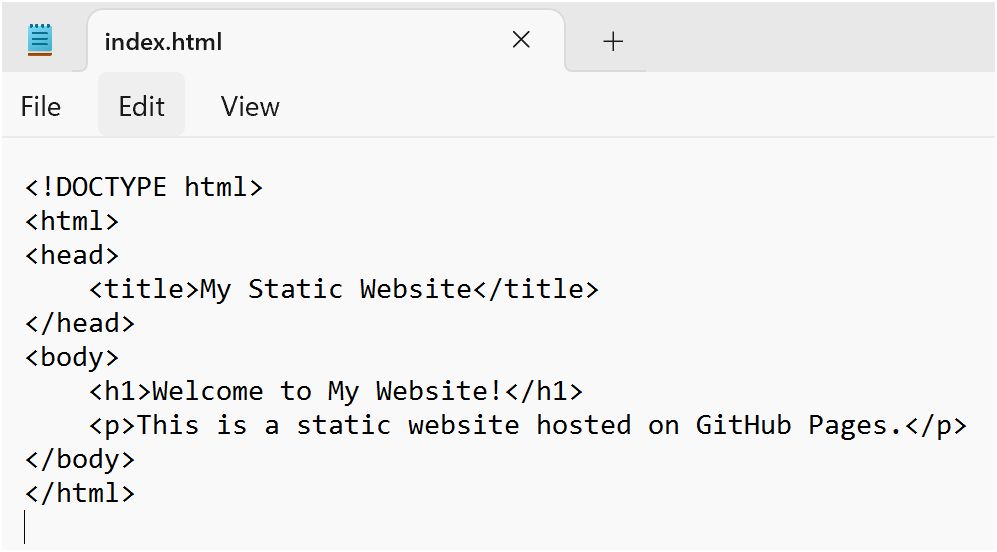 index.html
File Edit View
<!DOCTYPE html>
<html>
<head>
    <title>My Static Website</title>
</head>
<body>
    <h1>Welcome to My Website!</h1>
    <p>This is a static website hosted on GitHub Pages.</p>
</body>
</html>